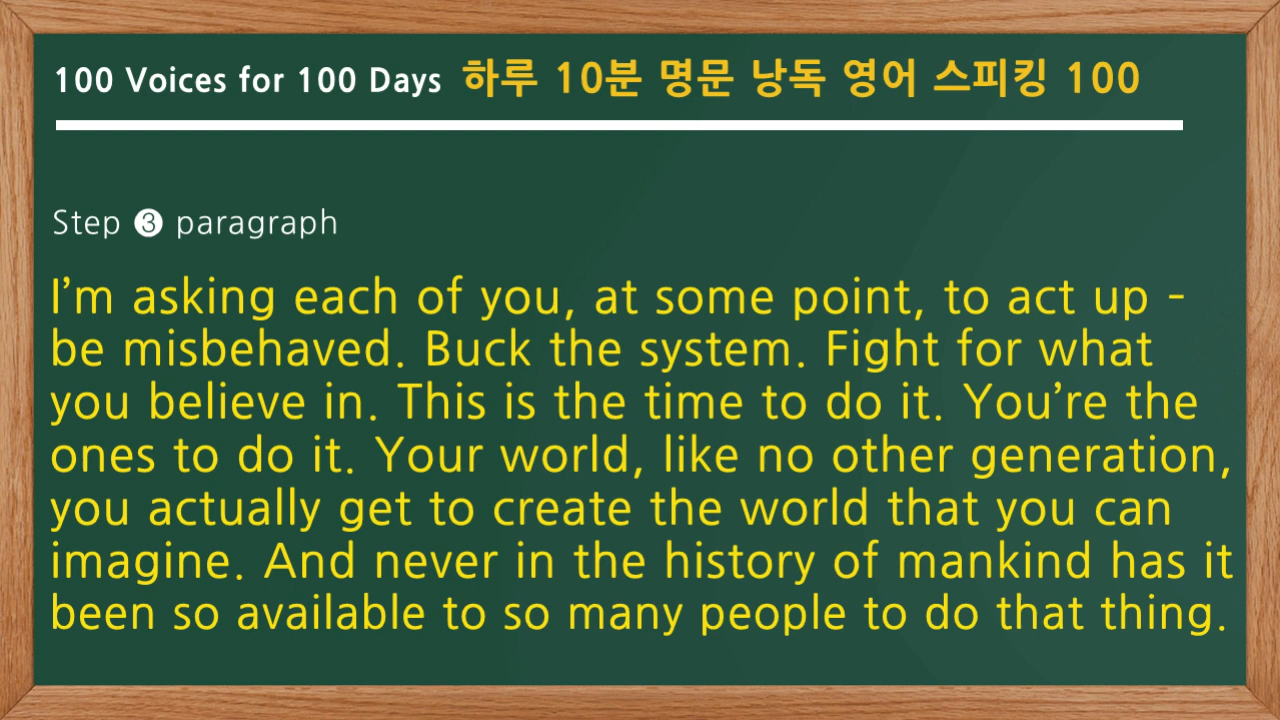 100 Voices for 100 Days 하루 10분 명문 낭독 영어 스피킹 100
Step ❸ paragraph
I’m asking each of you, at some point, to act up –
be misbehaved. Buck the system. Fight for what
you believe in. This is the time to do it. You’re the
ones to do it. Your world, like no other generation,
you actually get to create the world that you can
imagine. And never in the history of mankind has it
been so available to so many people to do that thing.